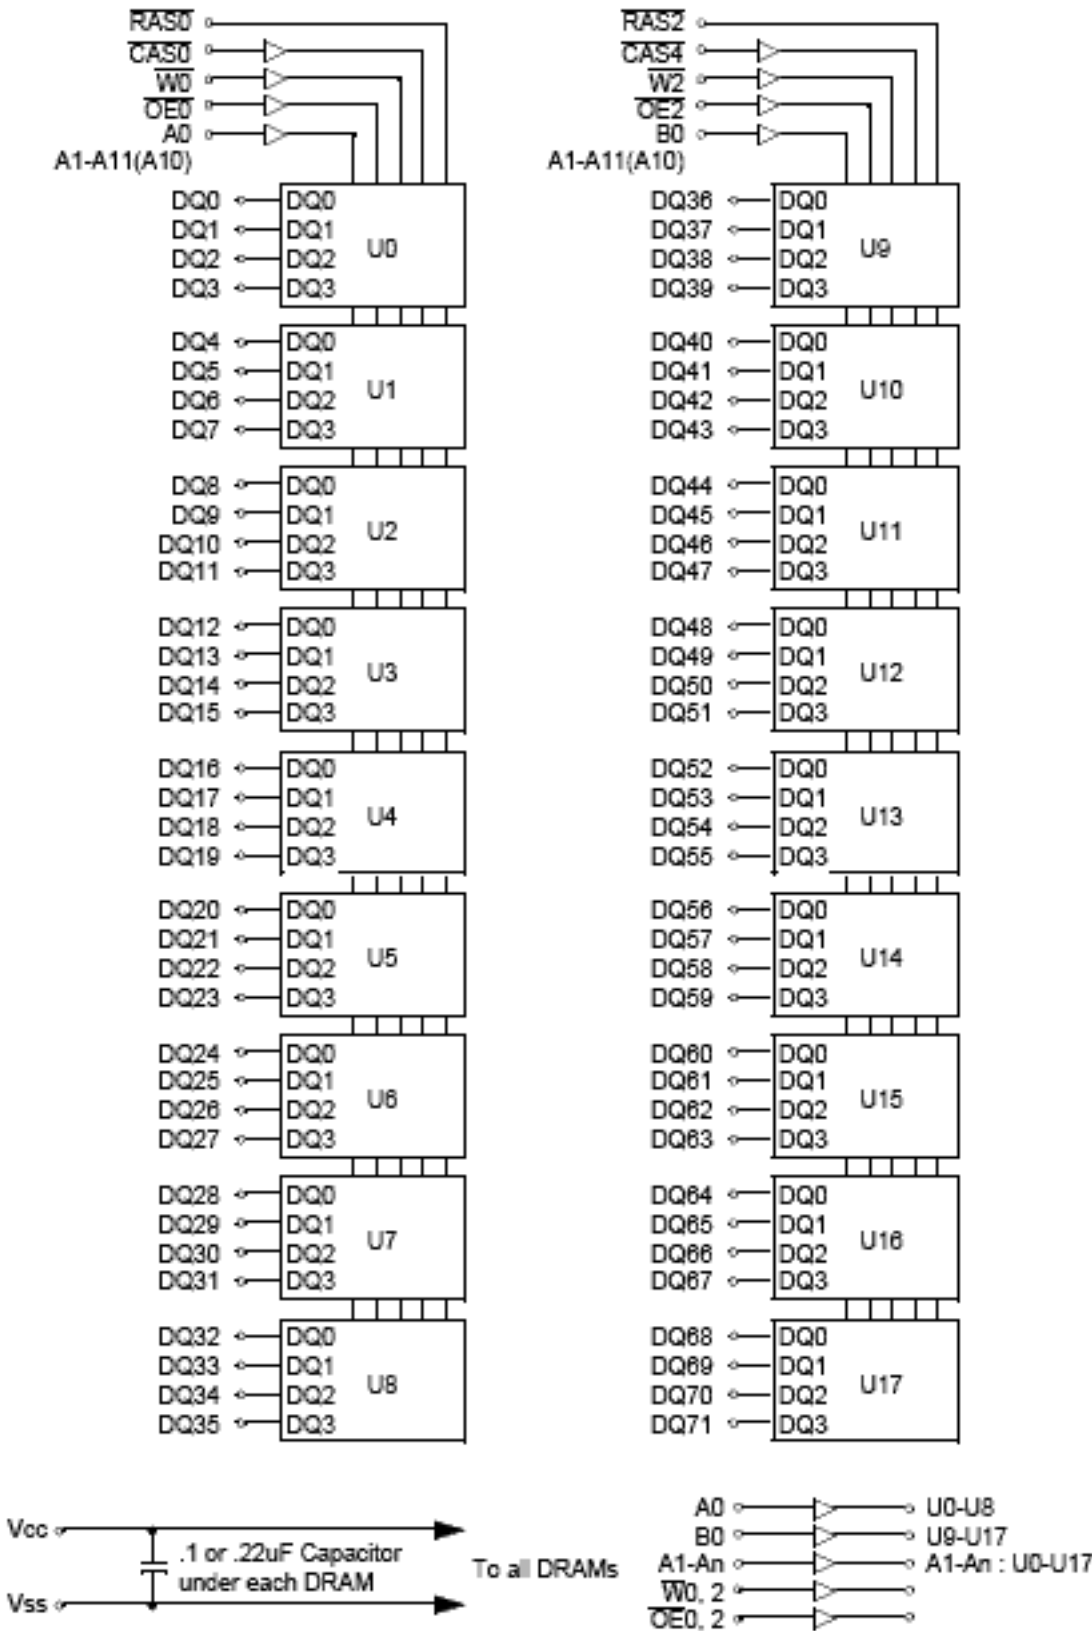 RAS0
CAS0
W0
OE0
A0
A1-A11(A10)
DQ0 DQ0
DQ1 DQ1
DQ2 DQ2
DQ3 DQ3
U0
DQ4 DQ0
DQ5 DQ1
DQ6 DQ2
DQ7 DQ3
U1
DQ8 DQ0
DQ9 DQ1
DQ10 DQ2
DQ11 DQ3
U2
DQ12 DQ0
DQ13 DQ1
DQ14 DQ2
DQ15 DQ3
U3
DQ16 DQ0
DQ17 DQ1
DQ18 DQ2
DQ19 DQ3
U4
DQ20 DQ0
DQ21 DQ1
DQ22 DQ2
DQ23 DQ3
U5
DQ24 DQ0
DQ25 DQ1
DQ26 DQ2
DQ27 DQ3
U6
DQ28 DQ0
DQ29 DQ1
DQ30 DQ2
DQ31 DQ3
U7
DQ32 DQ0
DQ33 DQ1
DQ34 DQ2
DQ35 DQ3
U8
RAS2
CAS4
W2
OE2
B0
A1-A11(A10)
DQ36 DQ0
DQ37 DQ1
DQ38 DQ2
DQ39 DQ3
U9
DQ40 DQ0
DQ41 DQ1
DQ42 DQ2
DQ43 DQ3
U10
DQ44 DQ0
DQ45 DQ1
DQ46 DQ2
DQ47 DQ3
U11
DQ48 DQ0
DQ49 DQ1
DQ50 DQ2
DQ51 DQ3
U12
DQ52 DQ0
DQ53 DQ1
DQ54 DQ2
DQ55 DQ3
U13
DQ56 DQ0
DQ57 DQ1
DQ58 DQ2
DQ59 DQ3
U14
DQ60 DQ0
DQ61 DQ1
DQ62 DQ2
DQ63 DQ3
U15
DQ64 DQ0
DQ65 DQ1
DQ66 DQ2
DQ67 DQ3
U16
DQ68 DQ0
DQ69 DQ1
DQ70 DQ2
DQ71 DQ3
U17
Vcc
.1 or .22uF Capacitor
under each DRAM
Vss
To all DRAMs
A0 U0-U8
B0 U9-U17
A1-An A1-An : U0-U17
W0, 2
OE0, 2